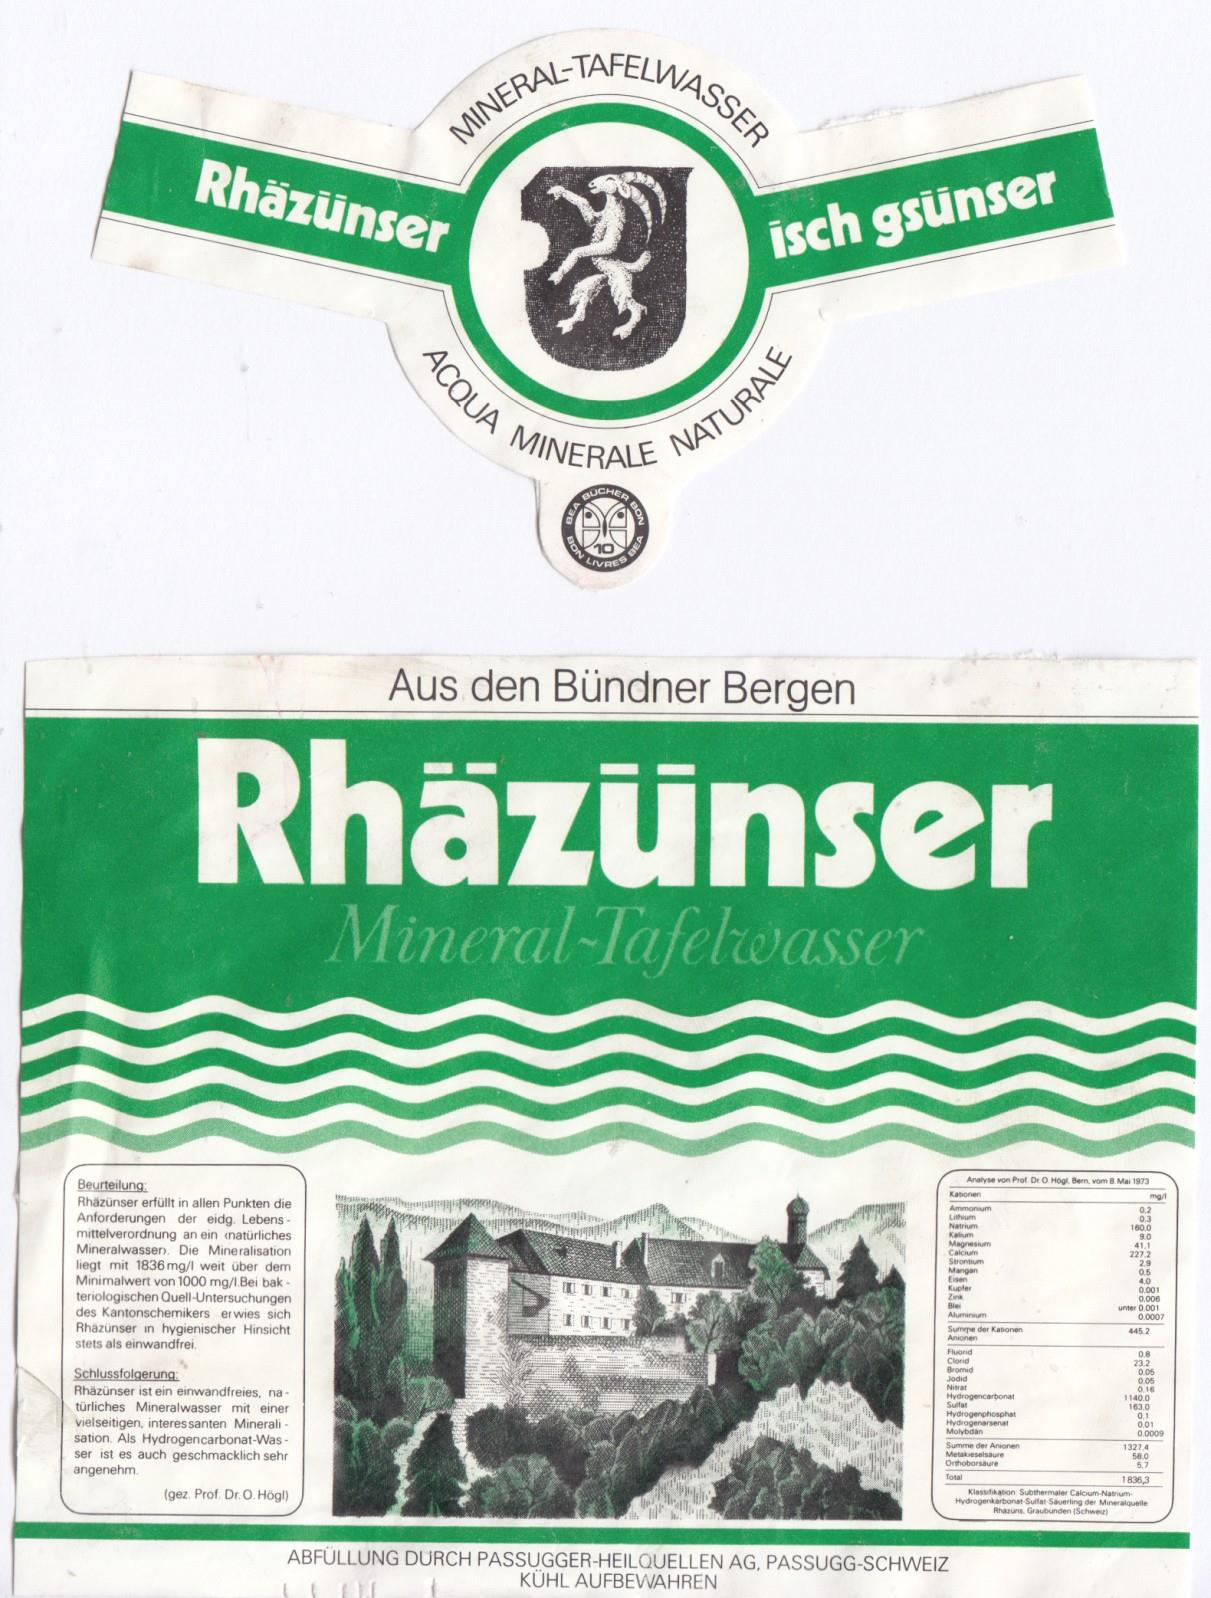 MINERAL-TAFELWASSER
Rhäzünser isch gsünser
ACQUA MINERALE NATURALE
BEA BÜCHER BON
10
BON LIVRES BEA
Aus den Bündner Bergen
Rhäzünser
Mineral-Tafelwasser
Beurteilung:
Rhäzünser erfüllt in allen Punkten die
Anforderungen der eidg. Lebens-
mittelverordnung an ein ‹natürliches
Mineralwasser›. Die Mineralisation
liegt mit 1836 mg/l weit über dem
Minimalwert von 1000 mg/l. Bei bak-
teriologischen Quell-Untersuchungen
des Kantonschemikers erwies sich
Rhäzünser in hygienischer Hinsicht
stets als einwandfrei.
Schlussfolgerung:
Rhäzünser ist ein einwandfreies, na-
türliches Mineralwasser mit einer
vielseitigen, interessanten Minerali-
sation. Als Hydrogencarbonat-Was-
ser ist es auch geschmacklich sehr
angenehm.
(gez. Prof. Dr. O. Högl)
Analyse von Prof. Dr. O. Högl, Bern, vom 8. Mai 1973
Kationen mg/l
Ammonium 0,2
Lithium 0,3
Natrium 160,0
Kalium 9,0
Magnesium 41,1
Calcium 227,2
Strontium 2,9
Mangan 0,5
Eisen 4,0
Kupfer 0,001
Zink 0,006
Blei unter 0,001
Aluminium 0,0007
Summe der Kationen 445,2
Anionen
Fluorid 0,8
Clorid 23,2
Bromid 0,05
Jodid 0,05
Nitrat 0,16
Hydrogencarbonat 1140,0
Sulfat 163,0
Hydrogenphosphat 0,1
Hydrogenarsenat 0,01
Molybdän 0,0009
Summe der Anionen 1327,4
Metakieselsäure 58,0
Orthoborsäure 5,7
Total 1836,3
Klassifikation: Subthermaler Calcium-Natrium-
Hydrogenkarbonat-Sulfat-Säuerling der Mineralquelle
Rhäzüns, Graubünden (Schweiz)
ABFÜLLUNG DURCH PASSUGGER-HEILQUELLEN AG, PASSUGG-SCHWEIZ
KÜHL AUFBEWAHREN